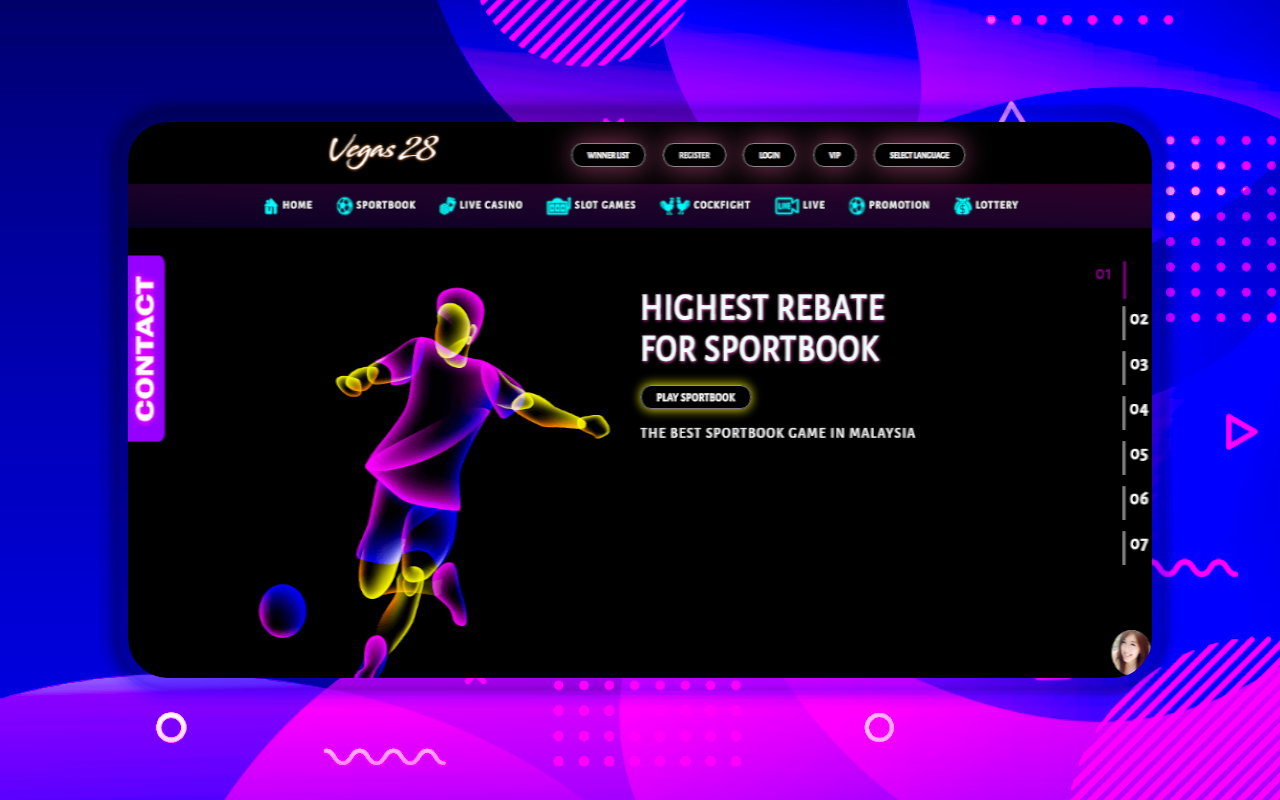 Vegas 28
WINNER LIST
REGISTER
LOGIN
VIP
SELECT LANGUAGE
HOME
SPORTBOOK
LIVE CASINO
SLOT GAMES
COCKFIGHT
LIVE
LIVE
PROMOTION
LOTTERY
CONTACT
HIGHEST REBATE
FOR SPORTBOOK
PLAY SPORTBOOK
THE BEST SPORTBOOK GAME IN MALAYSIA
01
02
03
04
05
06
07